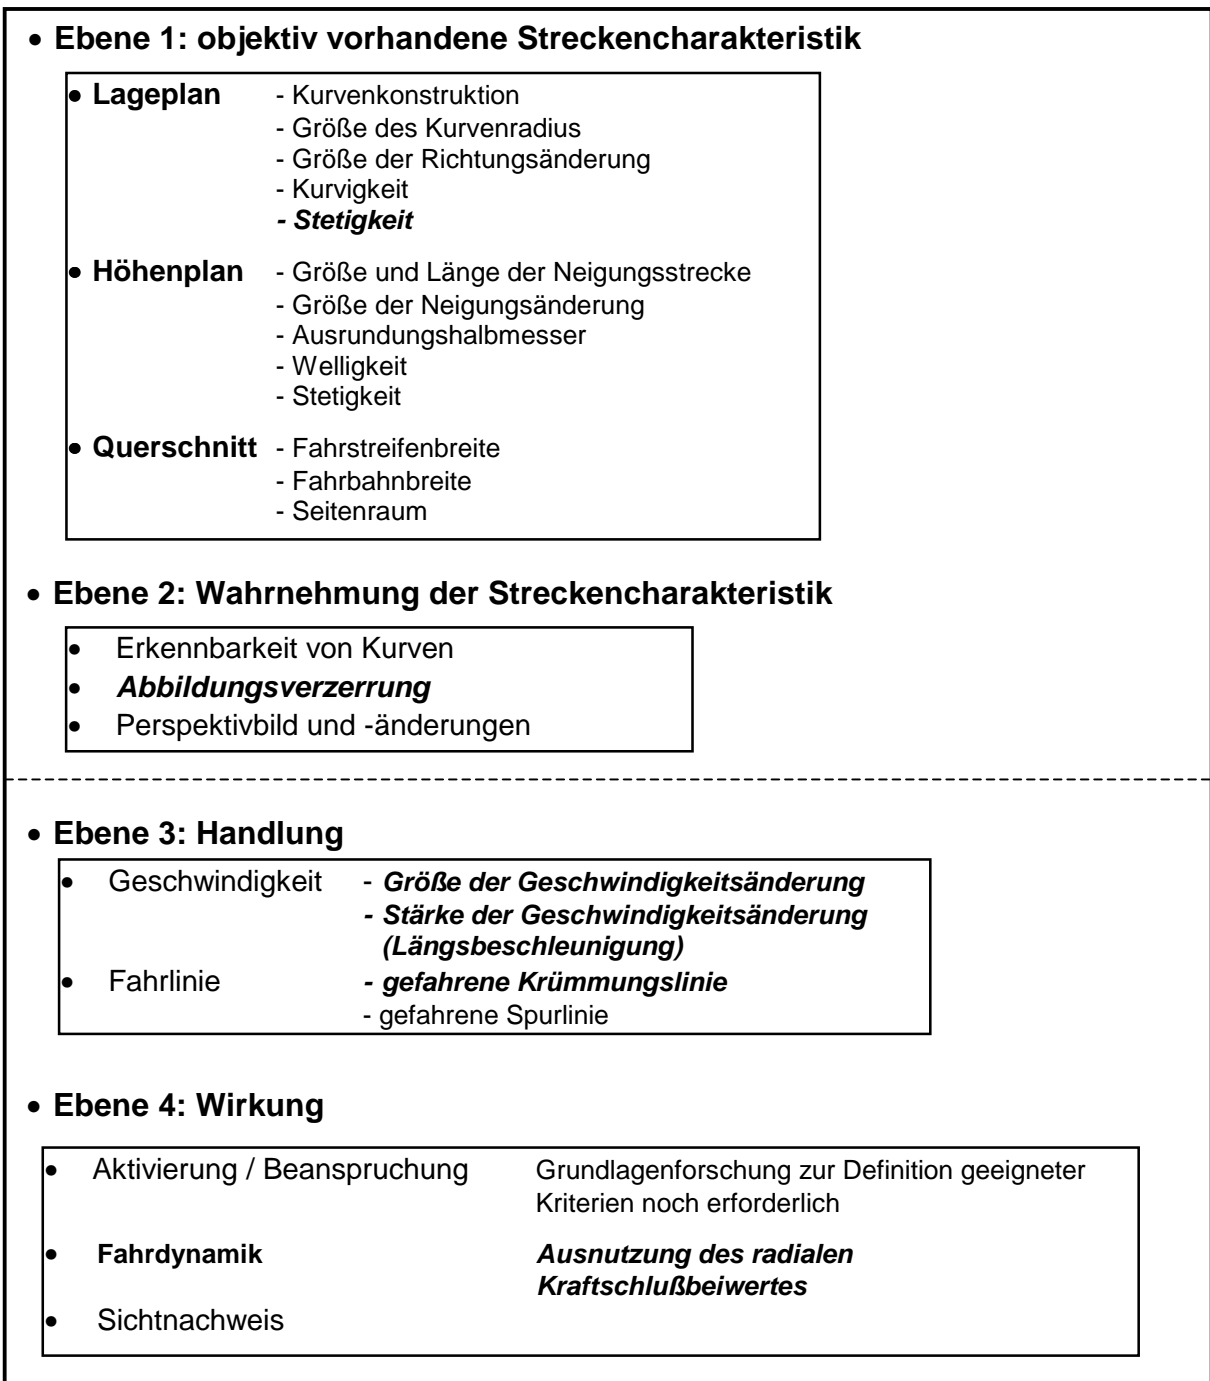 • Ebene 1: objektiv vorhandene Streckencharakteristik
• Lageplan - Kurvenkonstruktion
- Größe des Kurvenradius
- Größe der Richtungsänderung
- Kurvigkeit
- Stetigkeit
• Höhenplan - Größe und Länge der Neigungsstrecke
- Größe der Neigungsänderung
- Ausrundungshalbmesser
- Welligkeit
- Stetigkeit
• Querschnitt - Fahrstreifenbreite
- Fahrbahnbreite
- Seitenraum
• Ebene 2: Wahrnehmung der Streckencharakteristik
• Erkennbarkeit von Kurven
• Abbildungsverzerrung
• Perspektivbild und -änderungen
• Ebene 3: Handlung
• Geschwindigkeit - Größe der Geschwindigkeitsänderung
- Stärke der Geschwindigkeitsänderung
(Längsbeschleunigung)
• Fahrlinie - gefahrene Krümmungslinie
- gefahrene Spurlinie
• Ebene 4: Wirkung
• Aktivierung / Beanspruchung Grundlagenforschung zur Definition geeigneter
Kriterien noch erforderlich
• Fahrdynamik Ausnutzung des radialen
Kraftschlußbeiwertes
• Sichtnachweis